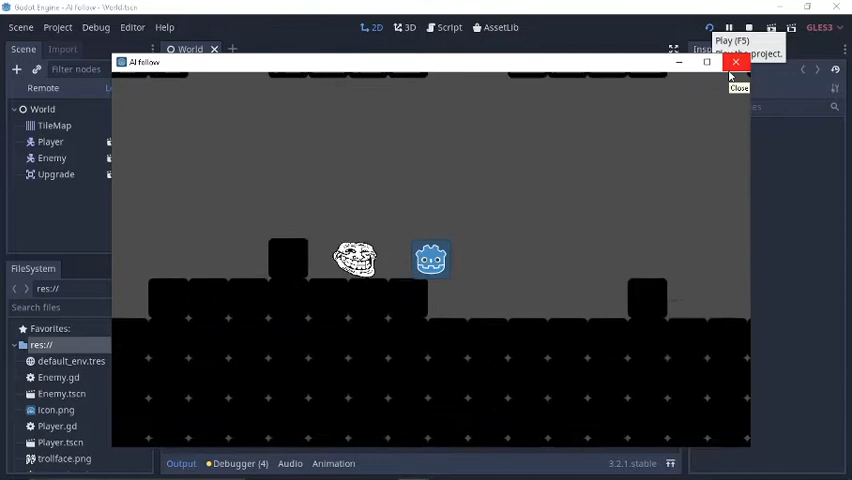 Godot Engine - AI follow - World.tscn
Scene Project Debug Editor Help
2D 3D Script AssetLib
GLES3
Play (F5)
Scene Import
World
Filter nodes
AI follow
Close
Remote
World
TileMap
Player
Enemy
Upgrade
FileSystem
res://
Search files
Favorites:
res://
default_env.tres
Enemy.gd
Enemy.tscn
Icon.png
Player.gd
Player.tscn
trollface.png
Output Debugger (4) Audio Animation 3.2.1.stable